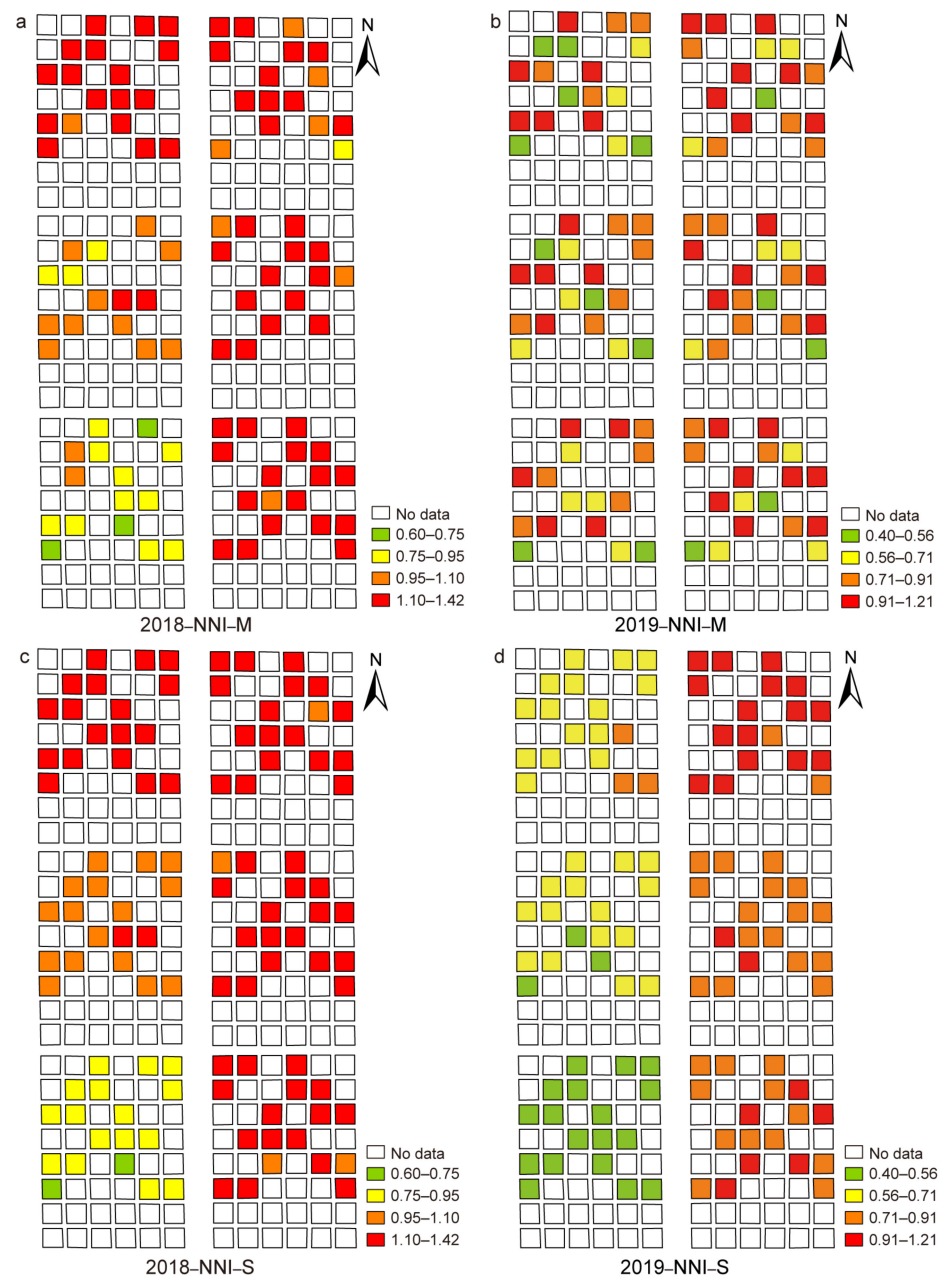 a
N
No data
0.60–0.75
0.75–0.95
0.95–1.10
1.10–1.42
2018–NNI–M
b
N
No data
0.40–0.56
0.56–0.71
0.71–0.91
0.91–1.21
2019–NNI–M
c
N
No data
0.60–0.75
0.75–0.95
0.95–1.10
1.10–1.42
2018–NNI–S
d
N
No data
0.40–0.56
0.56–0.71
0.71–0.91
0.91–1.21
2019–NNI–S